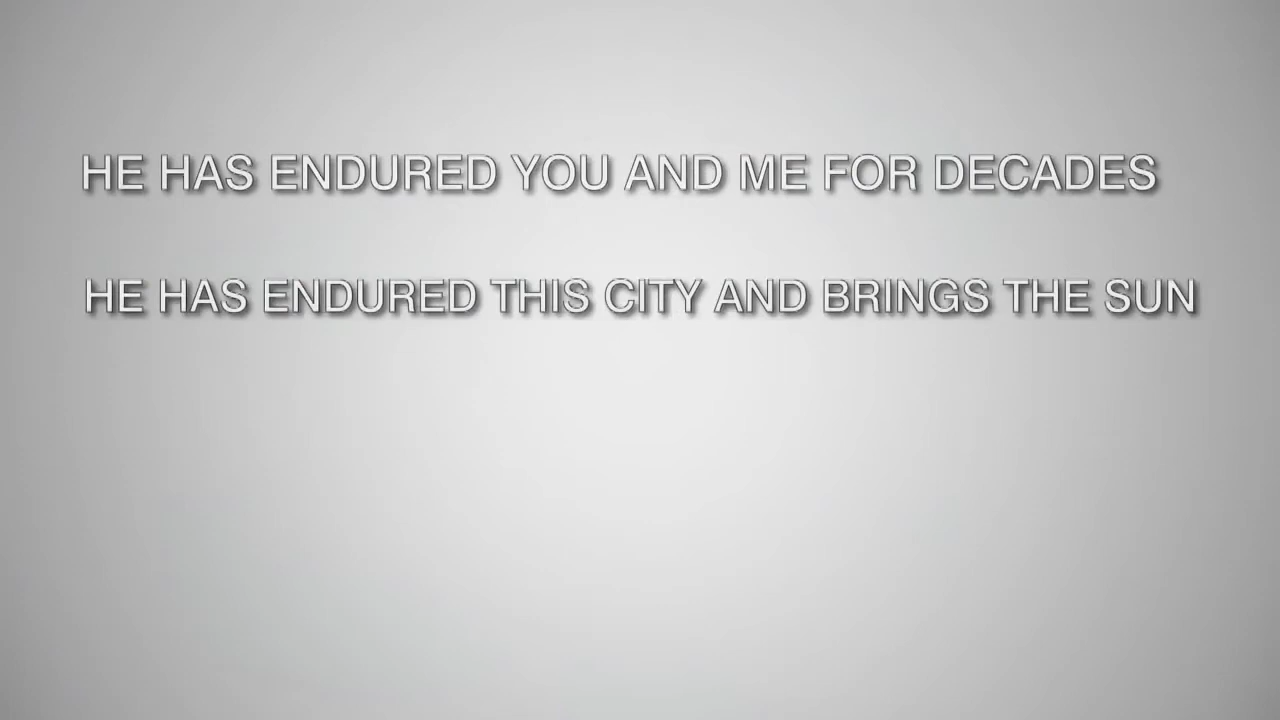 HE HAS ENDURED YOU AND ME FOR DECADES
HE HAS ENDURED THIS CITY AND BRINGS THE SUN